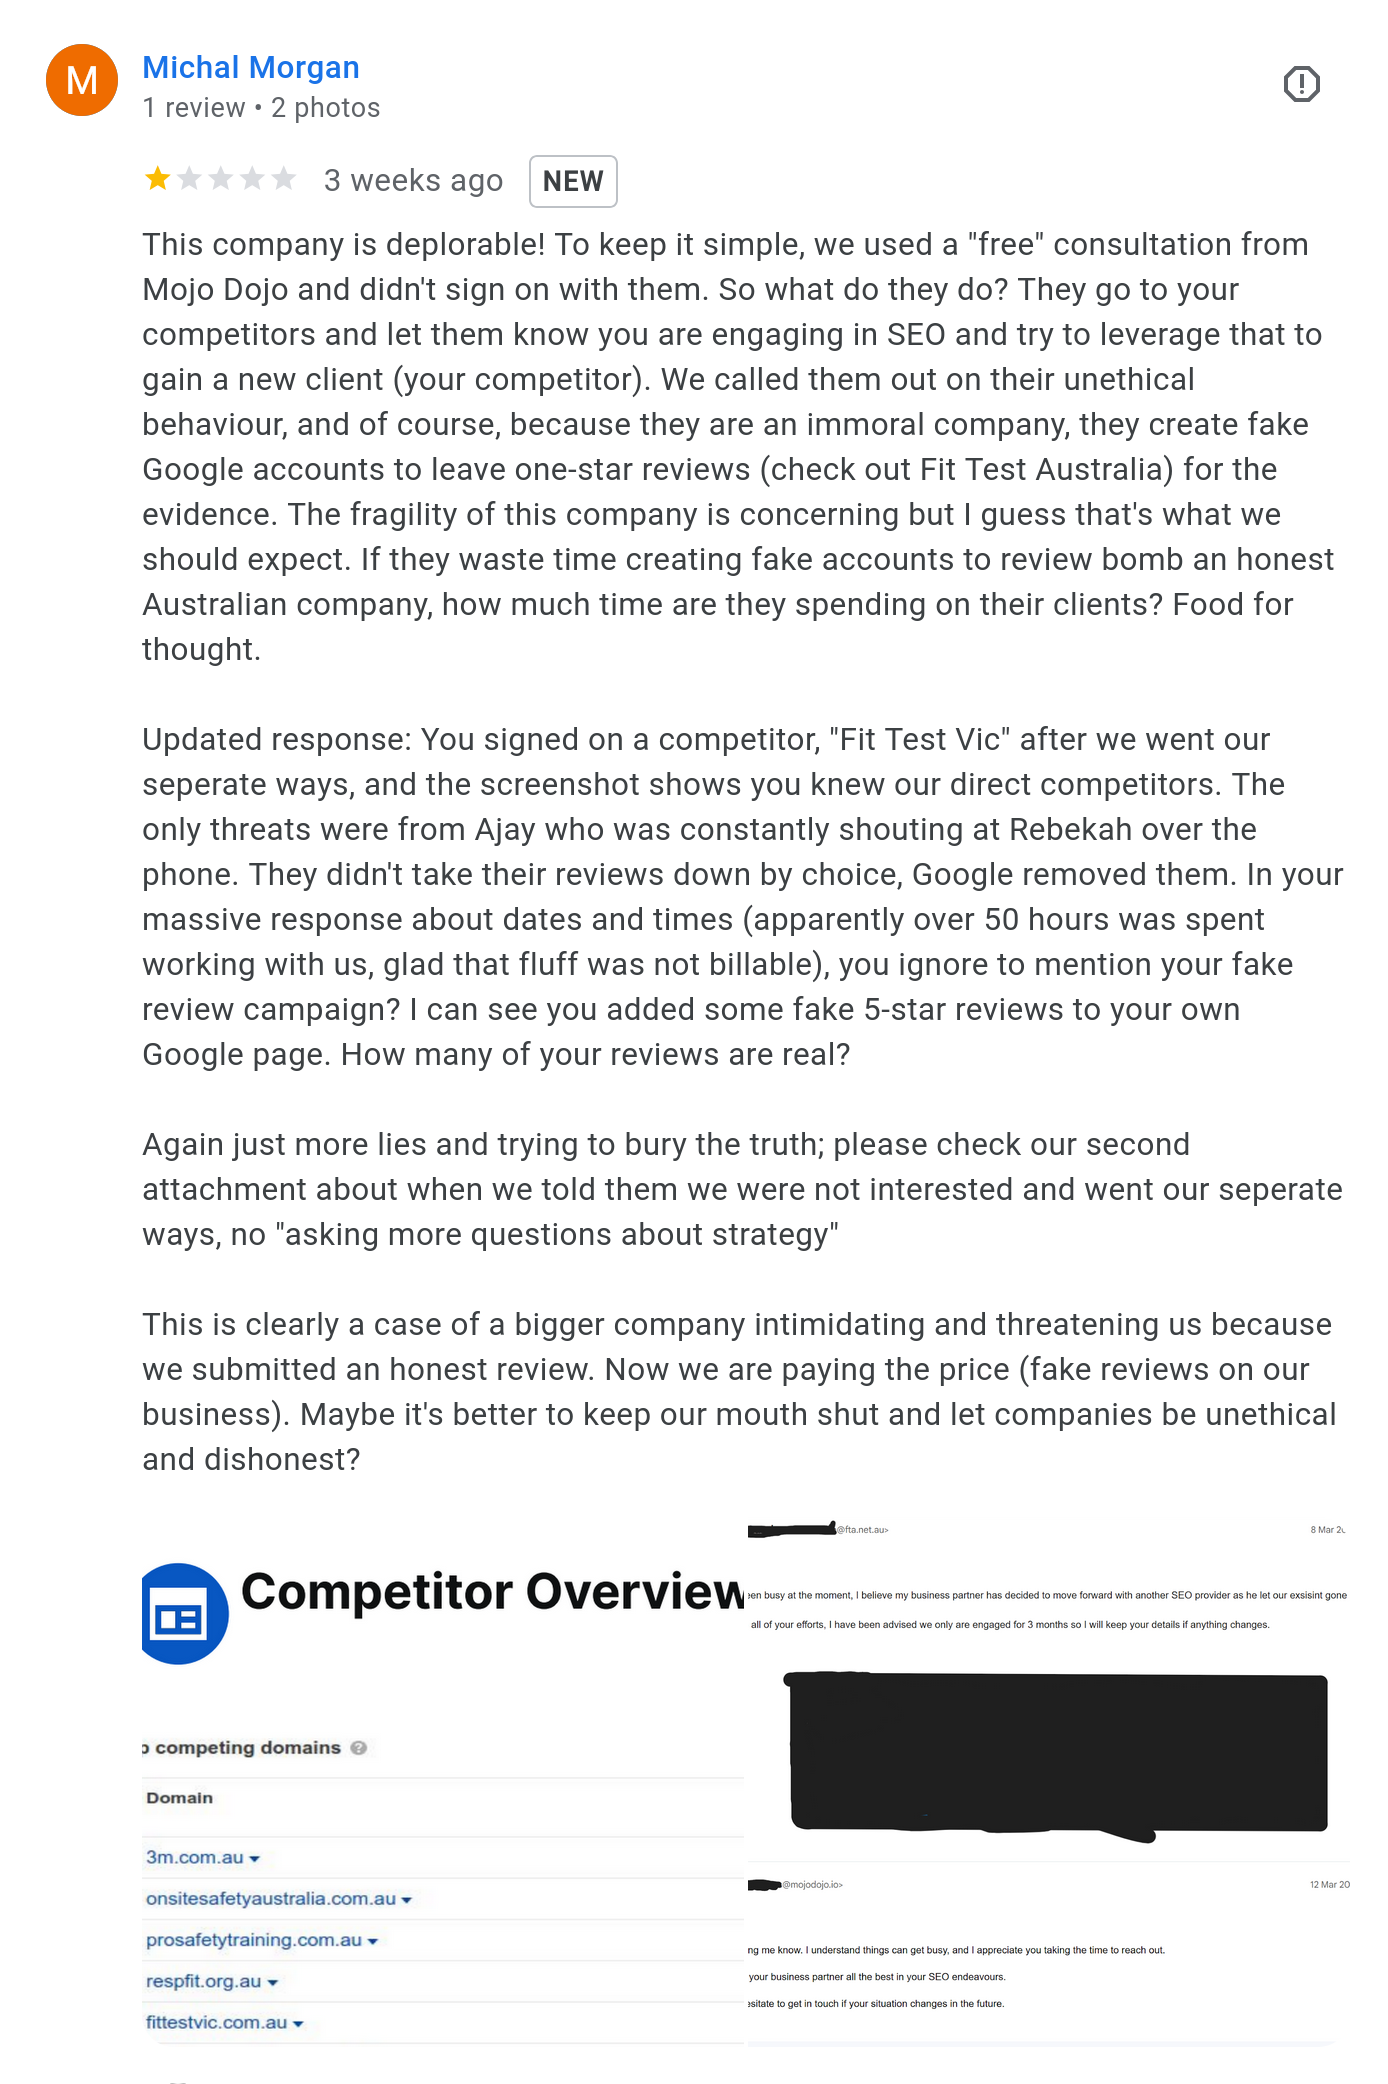 M
Michal Morgan
1 review • 2 photos
3 weeks ago NEW
This company is deplorable! To keep it simple, we used a "free" consultation from
Mojo Dojo and didn't sign on with them. So what do they do? They go to your
competitors and let them know you are engaging in SEO and try to leverage that to
gain a new client (your competitor). We called them out on their unethical
behaviour, and of course, because they are an immoral company, they create fake
Google accounts to leave one-star reviews (check out Fit Test Australia) for the
evidence. The fragility of this company is concerning but I guess that's what we
should expect. If they waste time creating fake accounts to review bomb an honest
Australian company, how much time are they spending on their clients? Food for
thought.
Updated response: You signed on a competitor, "Fit Test Vic" after we went our
seperate ways, and the screenshot shows you knew our direct competitors. The
only threats were from Ajay who was constantly shouting at Rebekah over the
phone. They didn't take their reviews down by choice, Google removed them. In your
massive response about dates and times (apparently over 50 hours was spent
working with us, glad that fluff was not billable), you ignore to mention your fake
review campaign? I can see you added some fake 5-star reviews to your own
Google page. How many of your reviews are real?
Again just more lies and trying to bury the truth; please check our second
attachment about when we told them we were not interested and went our seperate
ways, no "asking more questions about strategy"
This is clearly a case of a bigger company intimidating and threatening us because
we submitted an honest review. Now we are paying the price (fake reviews on our
business). Maybe it's better to keep our mouth shut and let companies be unethical
and dishonest?
Competitor Overview
competing domains
Domain
3m.com.au
onsitesafetyaustralia.com.au
prosafetytraining.com.au
respfit.org.au
fittestvic.com.au
@fta.net.au> 8 Mar
busy at the moment, I believe my business partner has decided to move forward with another SEO provider as he let our exsisint gone
all of your efforts, I have been advised we only are engaged for 3 months so I will keep your details if anything changes.
@mojodojo.io> 12 Mar 20
me know. I understand things can get busy, and I appreciate you taking the time to reach out.
your business partner all the best in your SEO endeavours.
to get in touch if your situation changes in the future.